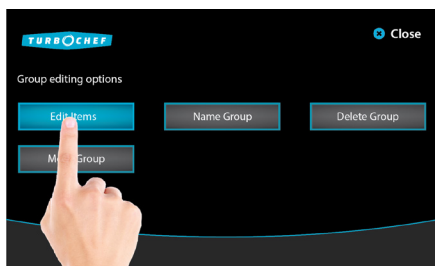 TURBOCHEF
Close
Group editing options
Edit Items
Name Group
Delete Group
Group